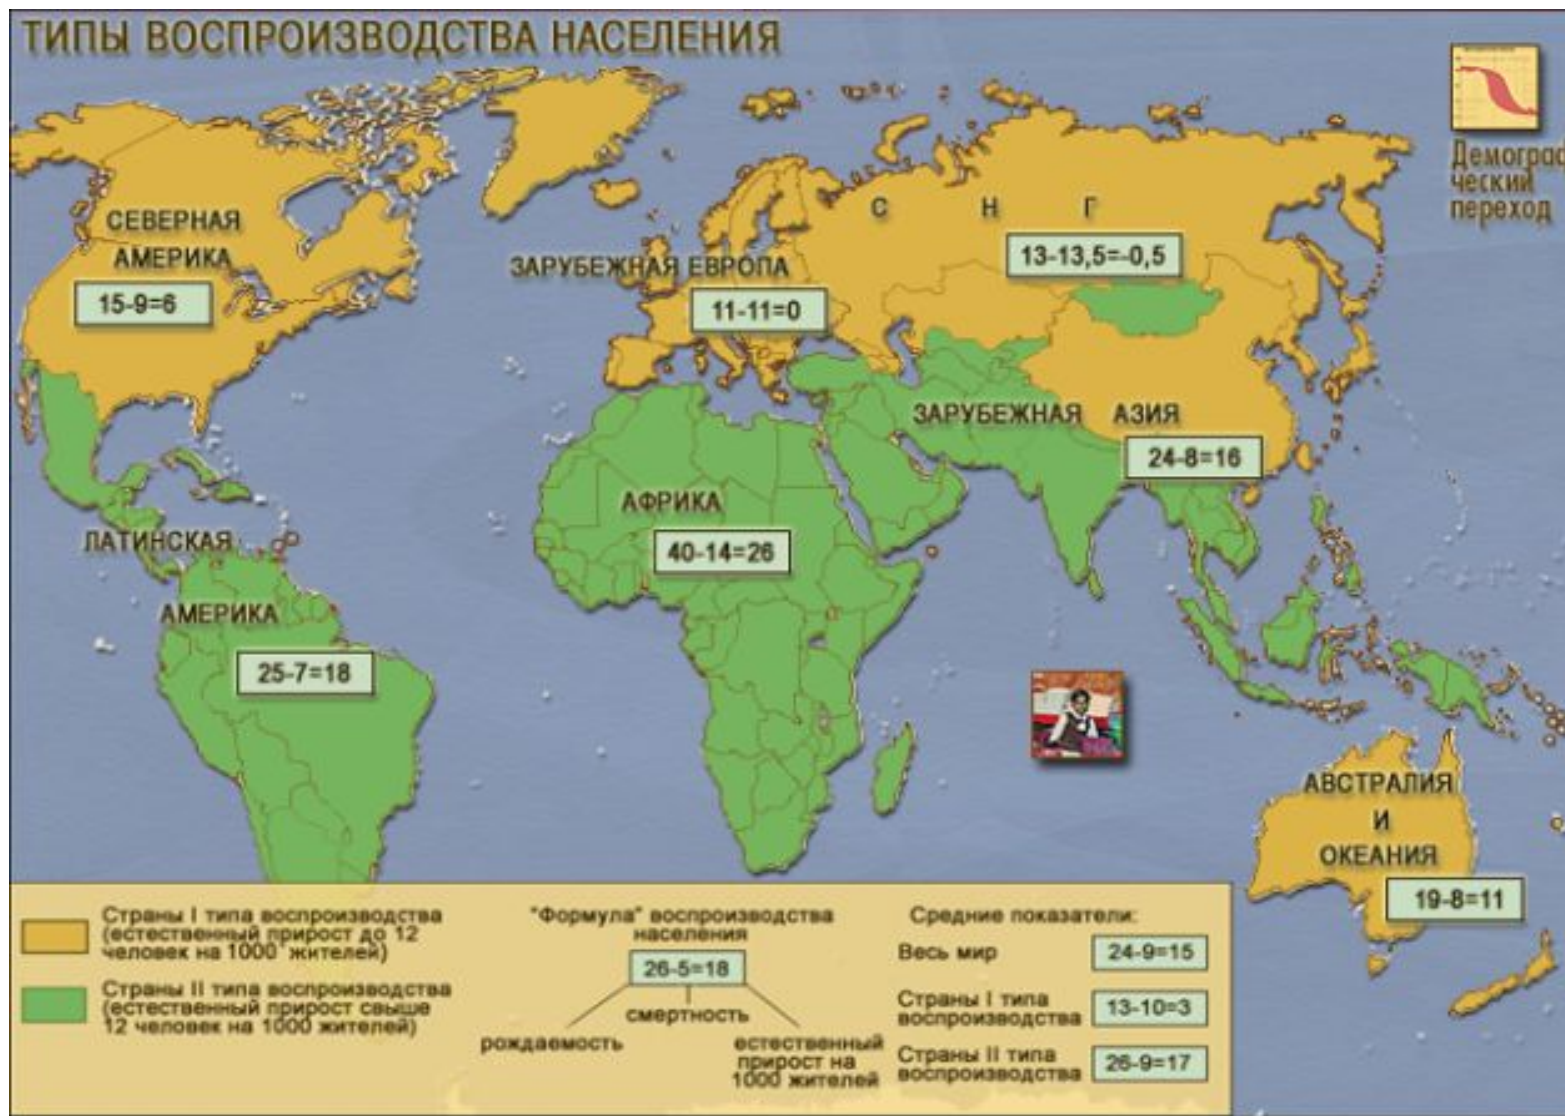 ТИПЫ ВОСПРОИЗВОДСТВА НАСЕЛЕНИЯ
Демограф
ческий
переход
СЕВЕРНАЯ
АМЕРИКА
15-9=6
ЗАРУБЕЖНАЯ ЕВРОПА
11-11=0
С Н Г
13-13,5=-0,5
ЗАРУБЕЖНАЯ АЗИЯ
24-8=16
АФРИКА
40-14=26
ЛАТИНСКАЯ
АМЕРИКА
25-7=18
АВСТРАЛИЯ
И
ОКЕАНИЯ
19-8=11
Страны I типа воспроизводства
(естественный прирост до 12
человек на 1000 жителей)
Страны II типа воспроизводства
(естественный прирост свыше
12 человек на 1000 жителей)
"Формула" воспроизводства
населения
26-5=18
рождаемость
смертность
естественный
прирост на
1000 жителей
Средние показатели:
Весь мир
24-9=15
Страны I типа
воспроизводства
13-10=3
Страны II типа
воспроизводства
26-9=17